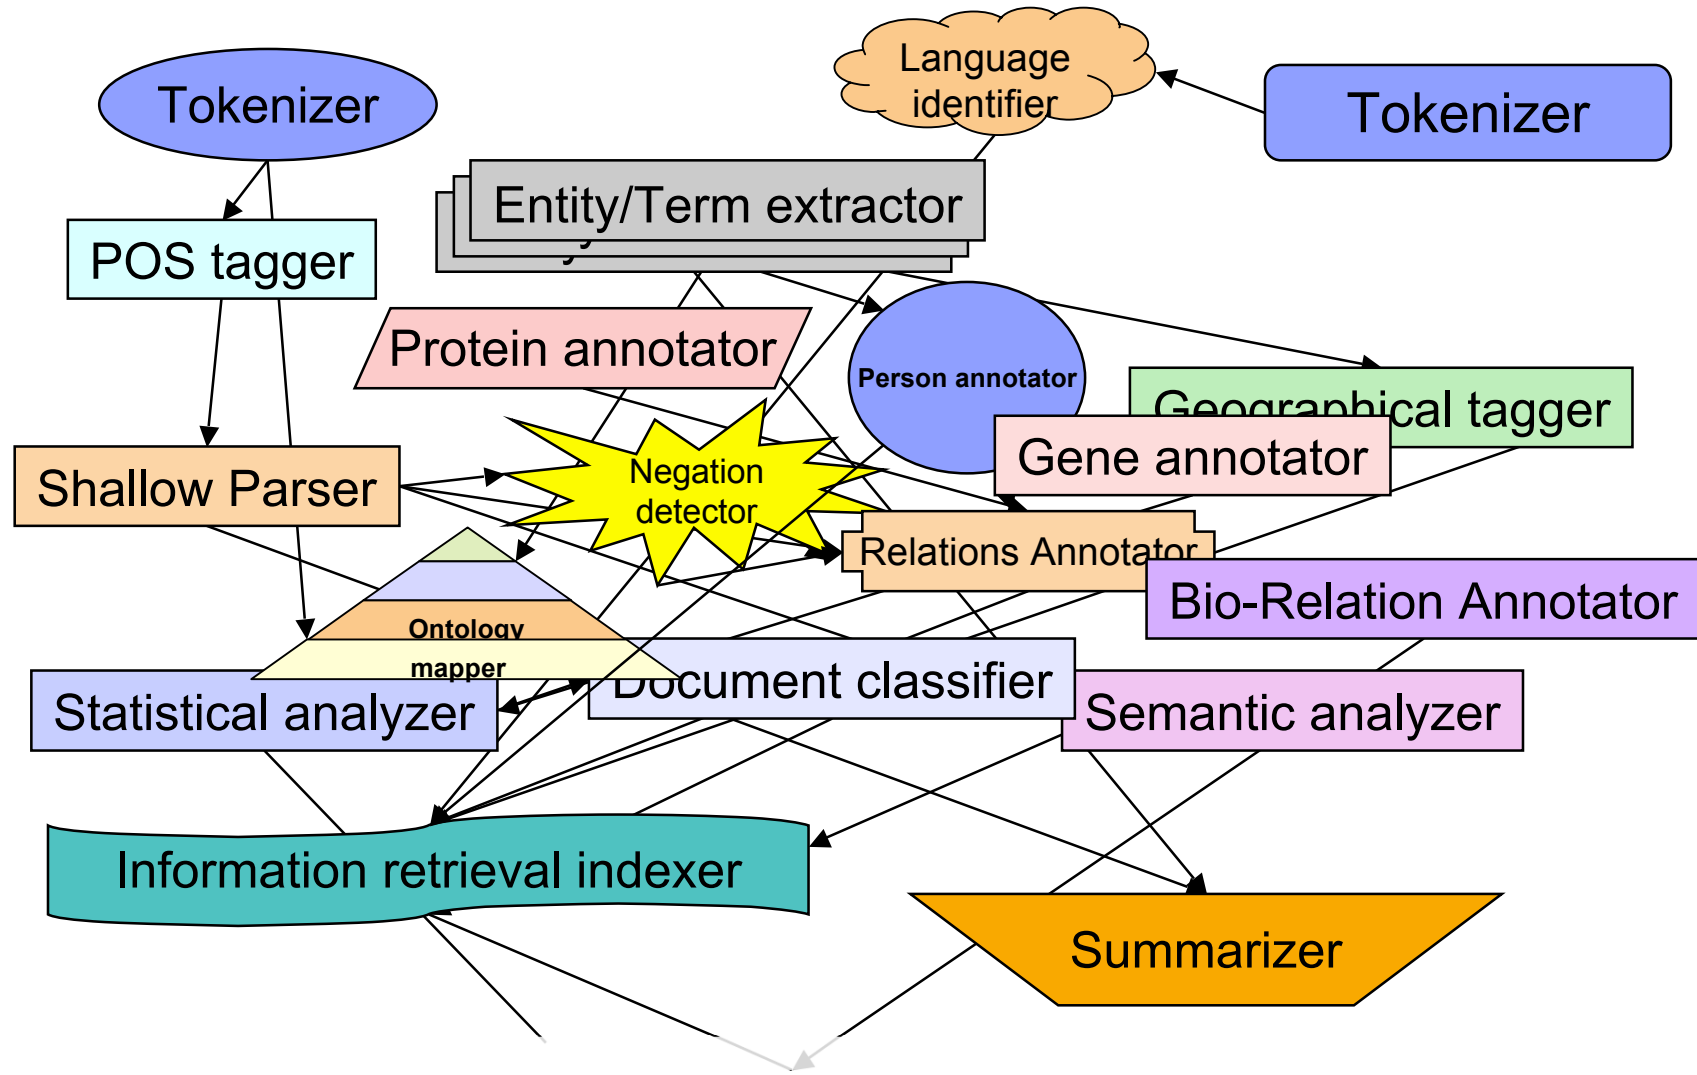 Language
identifier
Tokenizer
Tokenizer
Entity/Term extractor
POS tagger
Protein annotator
Person annotator
Geographical tagger
Gene annotator
Shallow Parser
Negation
detector
Relations Annotator
Bio-Relation Annotator
Ontology
mapper
Document classifier
Statistical analyzer
Semantic analyzer
Information retrieval indexer
Summarizer